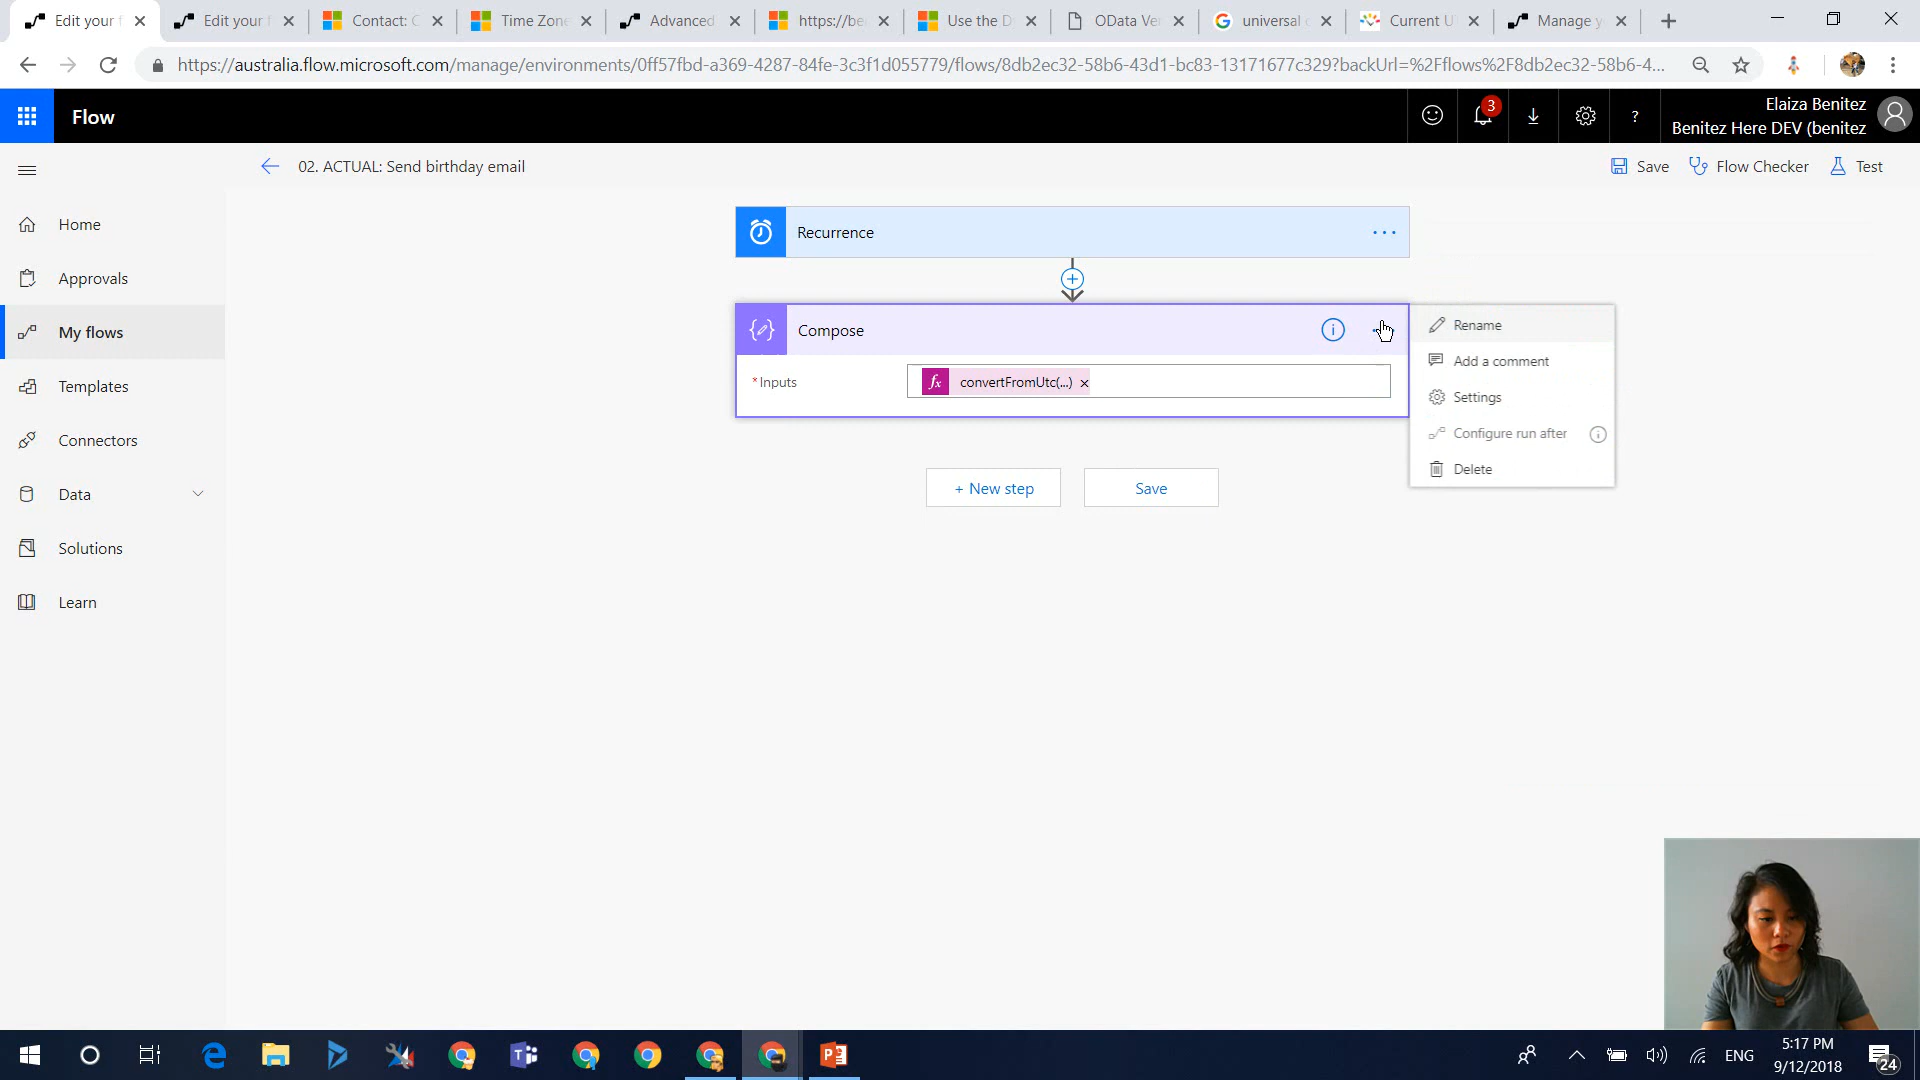 Edit your f
Edit your f
Contact: C
Time Zone
Advanced
https://be
Use the D
OData Ver
universal c
Current U
Manage y
https://australia.flow.microsoft.com/manage/environments/0ff57fbd-a369-4287-84fe-3c3f1d055779/flows/8db2ec32-58b6-43d1-bc83-13171677c329?backUrl=%2Fflows%2F8db2ec32-58b6-4...
Flow
3
?
Elaiza Benitez
Benitez Here DEV (benitez
02. ACTUAL: Send birthday email
Save
Flow Checker
Test
Home
Approvals
My flows
Templates
Connectors
Data
Solutions
Learn
Recurrence
Compose
*Inputs
fx convertFromUtc(...) ×
+ New step
Save
Rename
Add a comment
Settings
Configure run after
Delete
ENG
5:17 PM
9/12/2018
24